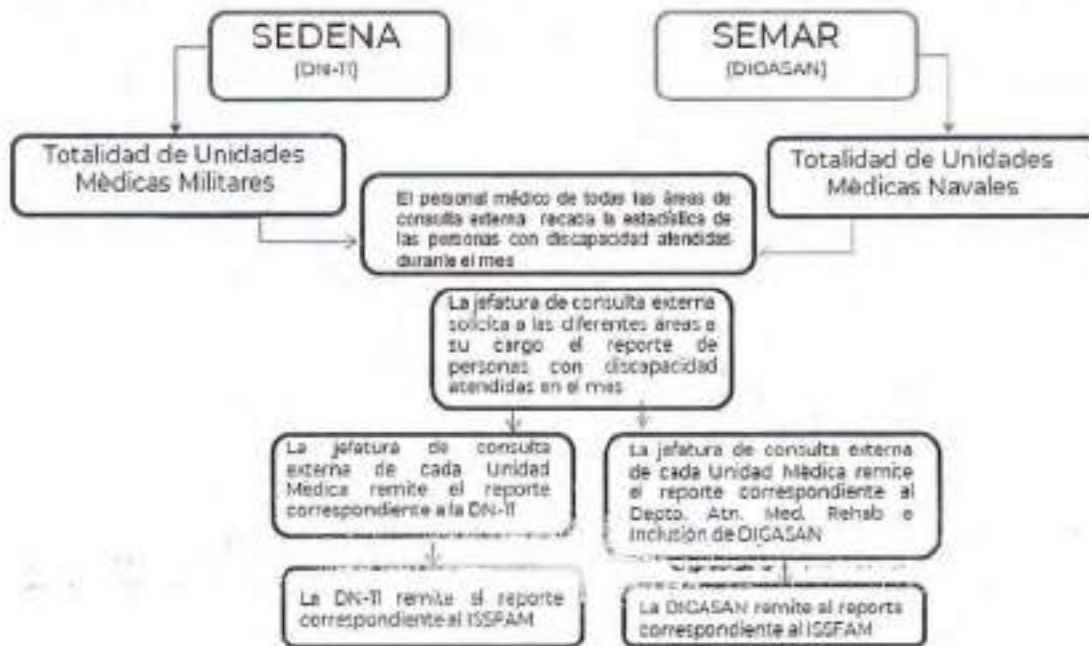 SEDENA
(DN-11)
SEMAR
(DIGASAN)
Totalidad de Unidades
Mèdicas Militares
Totalidad de Unidades
Mèdicas Navales
El personal médico de todas las áreas de
consulta externa recaba la estadística de
las personas con discapacidad atendidas
durante el mes
La jefatura de consulta externa
solicita a las diferentes áreas a
su cargo el reporte de
personas con discapacidad
atendidas en el mes
La jefatura de consulta
externa de cada Unidad
Médica remite el reporte
correspondiente a la DN-11
La jefatura de consulta externa
de cada Unidad Mèdica remite
el reporte correspondiente al
Depto. Atn. Med. Rehab e
Inclusión de DIGASAN
La DN-11 remite el reporte
correspondiente al ISSFAM
La DIGASAN remite el reporte
correspondiente al ISSFAM